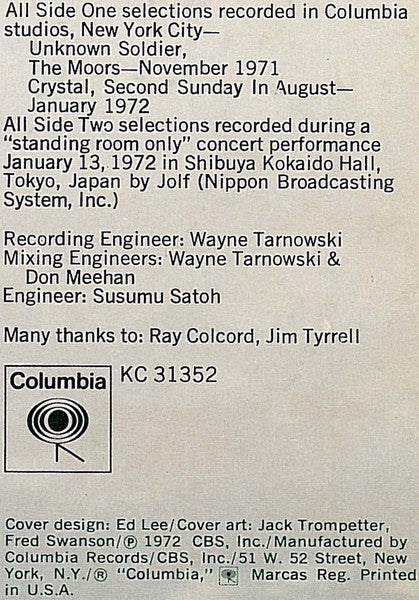 All Side One selections recorded in Columbia
studios, New York City—
Unknown Soldier,
The Moors—November 1971
Crystal, Second Sunday In August—
January 1972
All Side Two selections recorded during a
“standing room only” concert performance
January 13, 1972 in Shibuya Kokaido Hall,
Tokyo, Japan by Jolf (Nippon Broadcasting
System, Inc.)
Recording Engineer: Wayne Tarnowski
Mixing Engineers: Wayne Tarnowski &
Don Meehan
Engineer: Susumu Satoh
Many thanks to: Ray Colcord, Jim Tyrrell
Columbia
KC 31352
Cover design: Ed Lee/Cover art: Jack Trompetter,
Fred Swanson/℗ 1972 CBS, Inc./Manufactured by
Columbia Records/CBS, Inc./51 W. 52 Street, New
York, N.Y./® “Columbia,” Marcas Reg. Printed
in U.S.A.